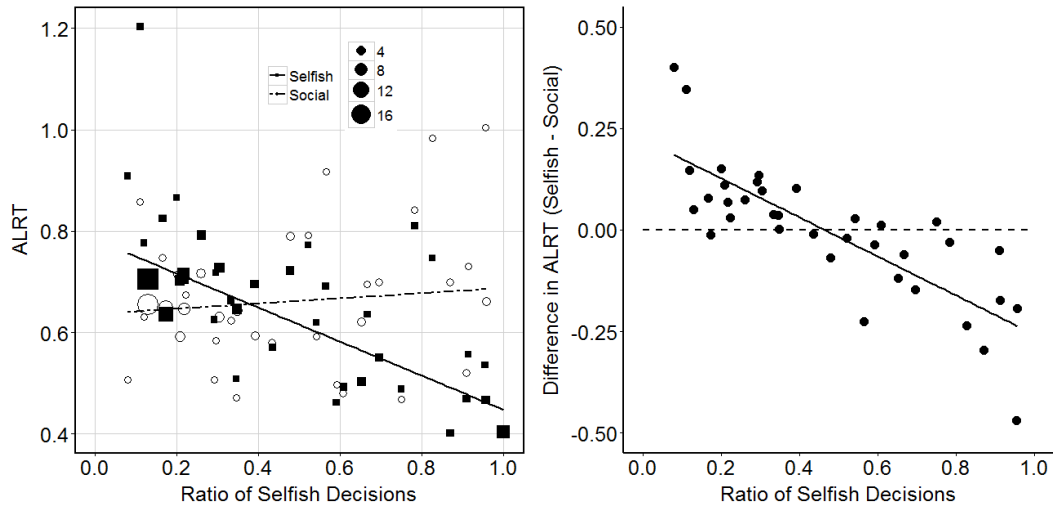 1.2
1.0
0.8
0.6
0.4
ALRT
Selfish
Social
4
8
12
16
0.0 0.2 0.4 0.6 0.8 1.0
Ratio of Selfish Decisions
0.50
0.25
0.00
-0.25
-0.50
Difference in ALRT (Selfish - Social)
0.0 0.2 0.4 0.6 0.8 1.0
Ratio of Selfish Decisions